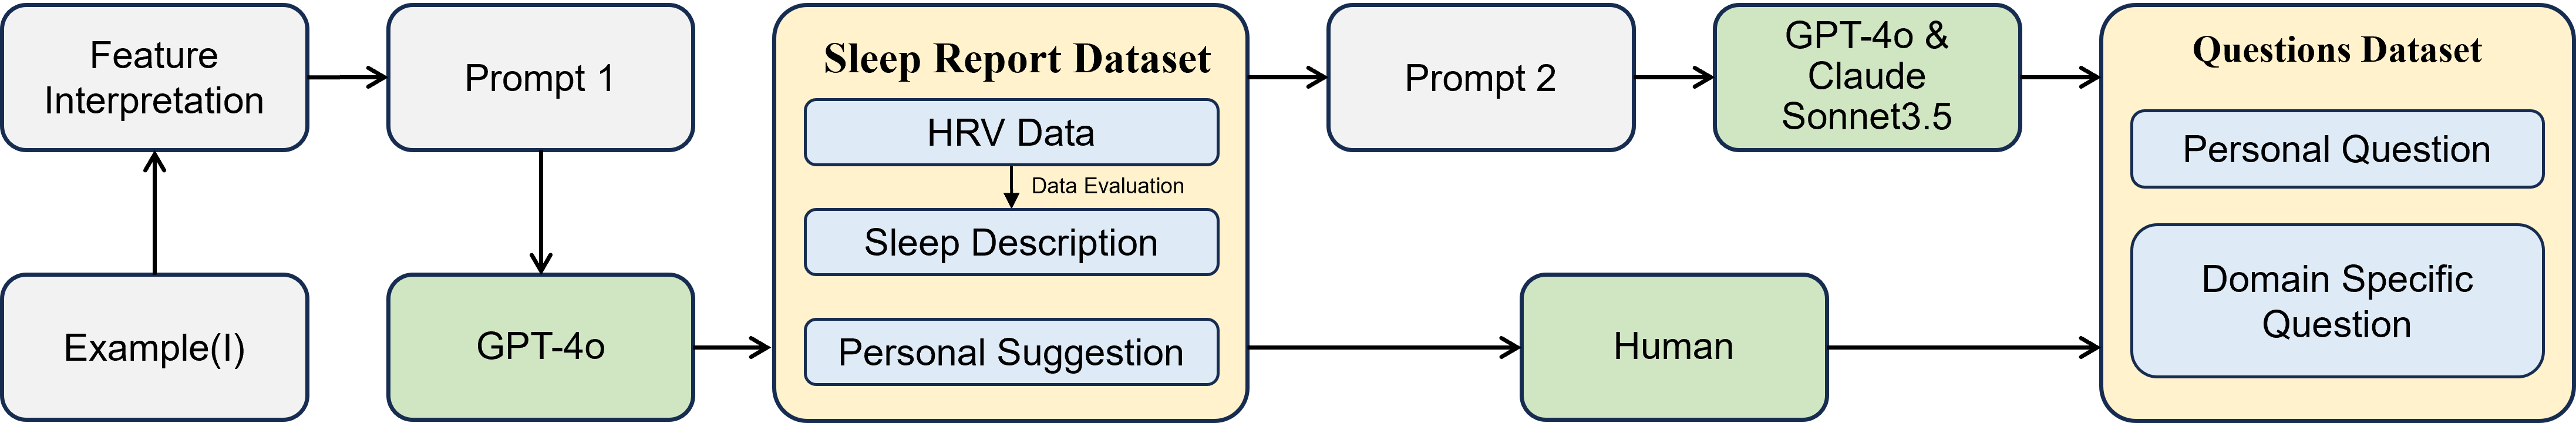 Feature
Interpretation
Example(I)
Prompt 1
GPT-4o
Sleep Report Dataset
HRV Data
Data Evaluation
Sleep Description
Personal Suggestion
Prompt 2
GPT-4o &
Claude
Sonnet3.5
Human
Questions Dataset
Personal Question
Domain Specific
Question